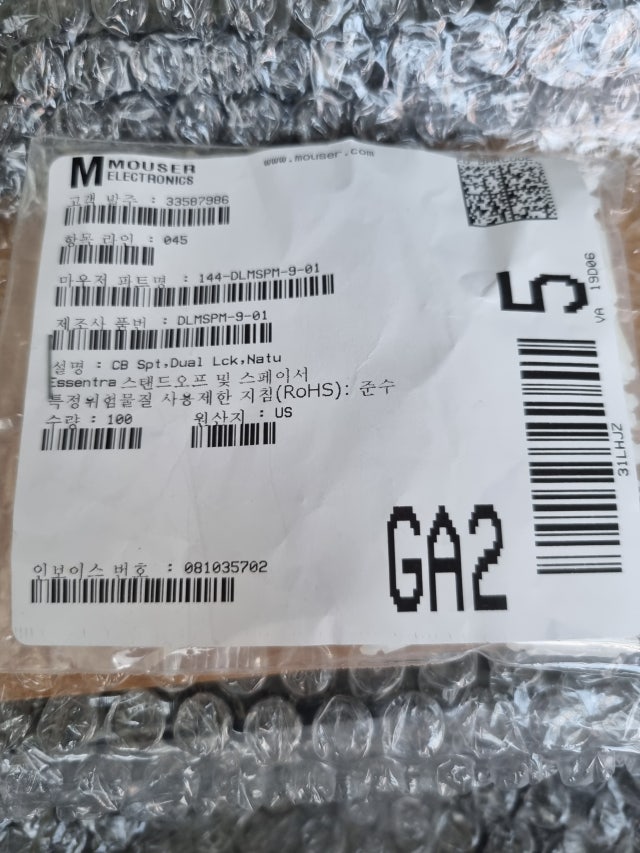 MOUSER
ELECTRONICS
www.mouser.com
고객 발주 : 33587986
항목 라인 : 045
마우저 파트명 : 144-DLMSPM-9-01
제조사 품번 : DLMSPM-9-01
설명 : CB Spt,Dual Lck,Natu
Essentra 스탠드오프 및 스페이서
특정위험물질 사용제한 지침(RoHS): 준수
수량 : 100 원산지 : US
인보이스 번호 : 081035702
GA2
5
VA 19D06
31LHJZ